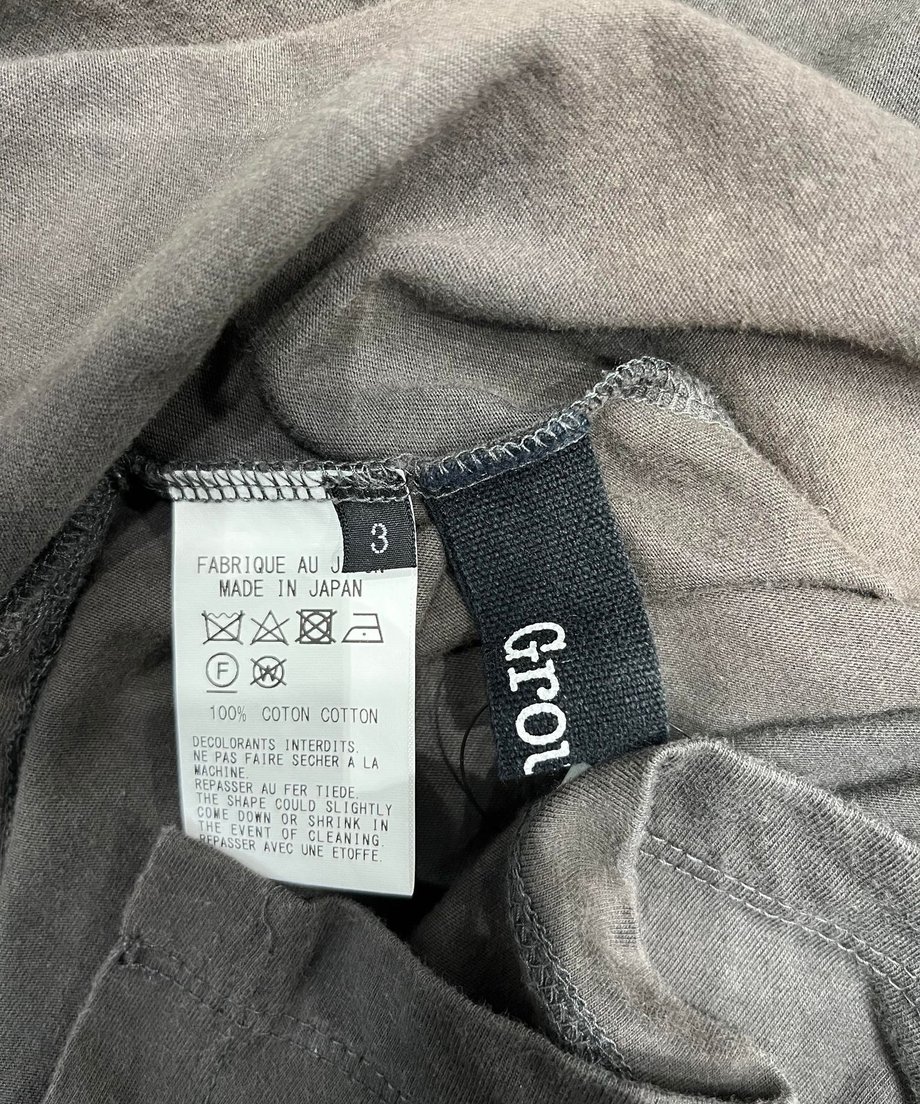 3
FABRIQUE AU
MADE IN JAPAN
F
W
100% COTON COTTON
DECOLORANTS INTERDITS.
NE PAS FAIRE SECHER A LA
MACHINE.
REPASSER AU FER TIEDE.
THE SHAPE COULD SLIGHTLY
COME DOWN OR SHRINK IN
THE EVENT OF CLEANING.
REPASSER AVEC UNE ETOFFE.
Grou